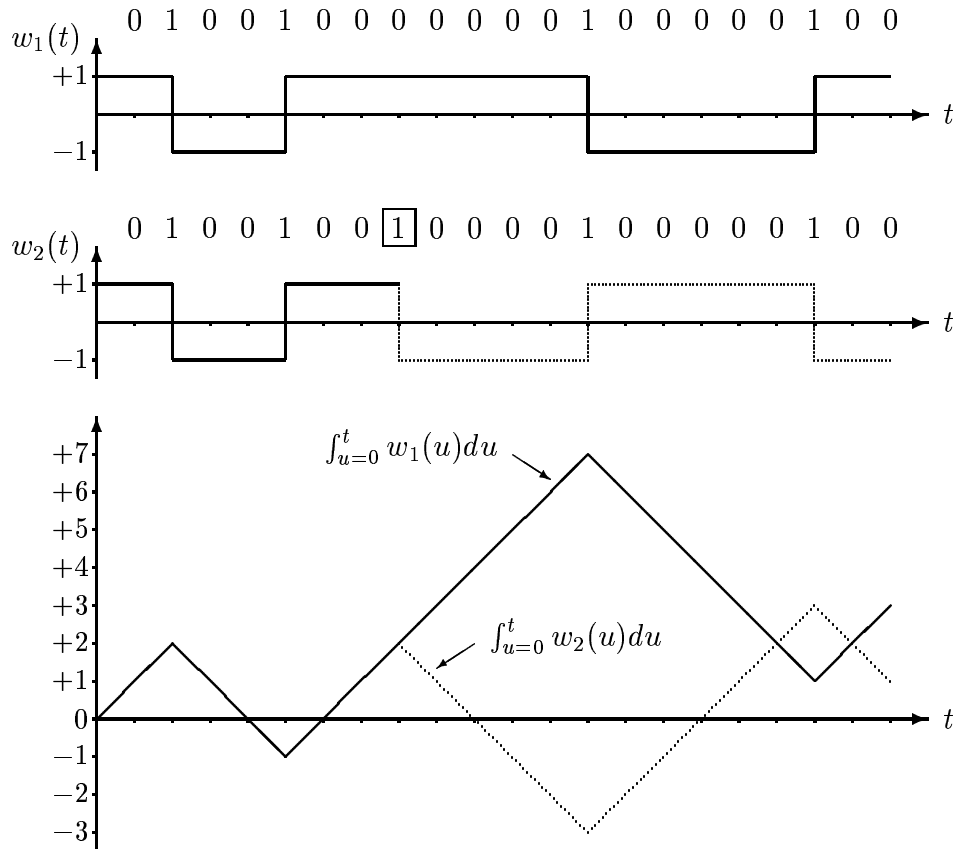 0 1 0 0 1 0 0 0 0 0 0 0 1 0 0 0 0 0 1 0 0
w₁(t)
+1
t
−1
0 1 0 0 1 0 0 1 0 0 0 0 1 0 0 0 0 0 1 0 0
w₂(t)
+1
t
−1
∫ᵗᵤ₌₀ w₁(u)du
+7
+6
+5
+4
+3
∫ᵗᵤ₌₀ w₂(u)du
+2
+1
0
t
−1
−2
−3